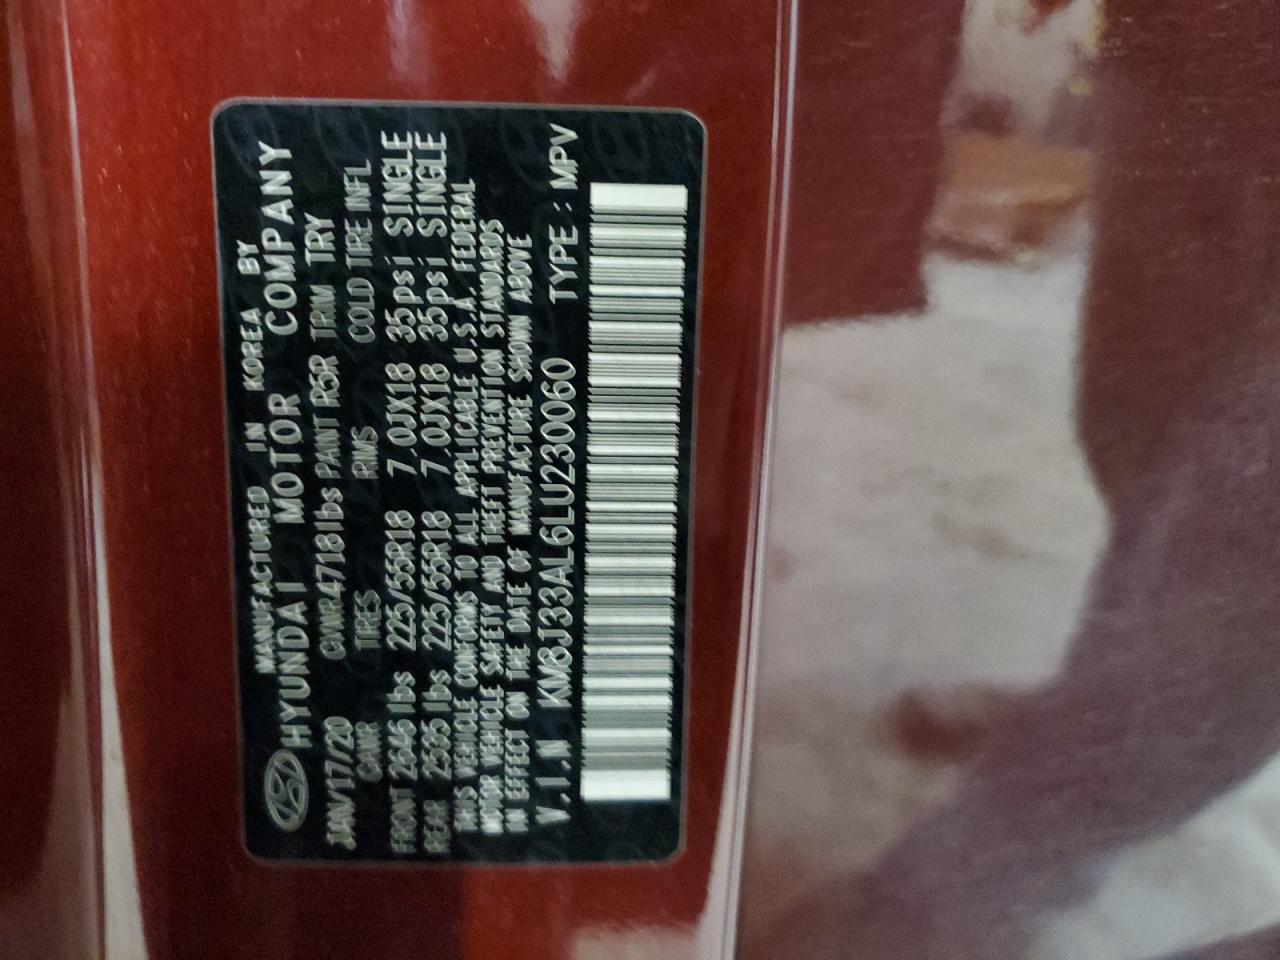 MANUFACTURED IN KOREA BY
HYUNDAI MOTOR COMPANY
JAN/17/20 GVWR 4718lbs PAINT R5R TRIM TRY
GAWR TIRES RIMS COLD TIRE INFL
FRONT 2646 lbs 225/55R18 7.0JX18 35psi SINGLE
REAR 2535 lbs 225/55R18 7.0JX18 35psi SINGLE
THIS VEHICLE CONFORMS TO ALL APPLICABLE U.S.A. FEDERAL
MOTOR VEHICLE SAFETY AND THEFT PREVENTION STANDARDS
IN EFFECT ON THE DATE OF MANUFACTURE SHOWN ABOVE
V.I.N KM8J33AL6LU230060 TYPE : MPV